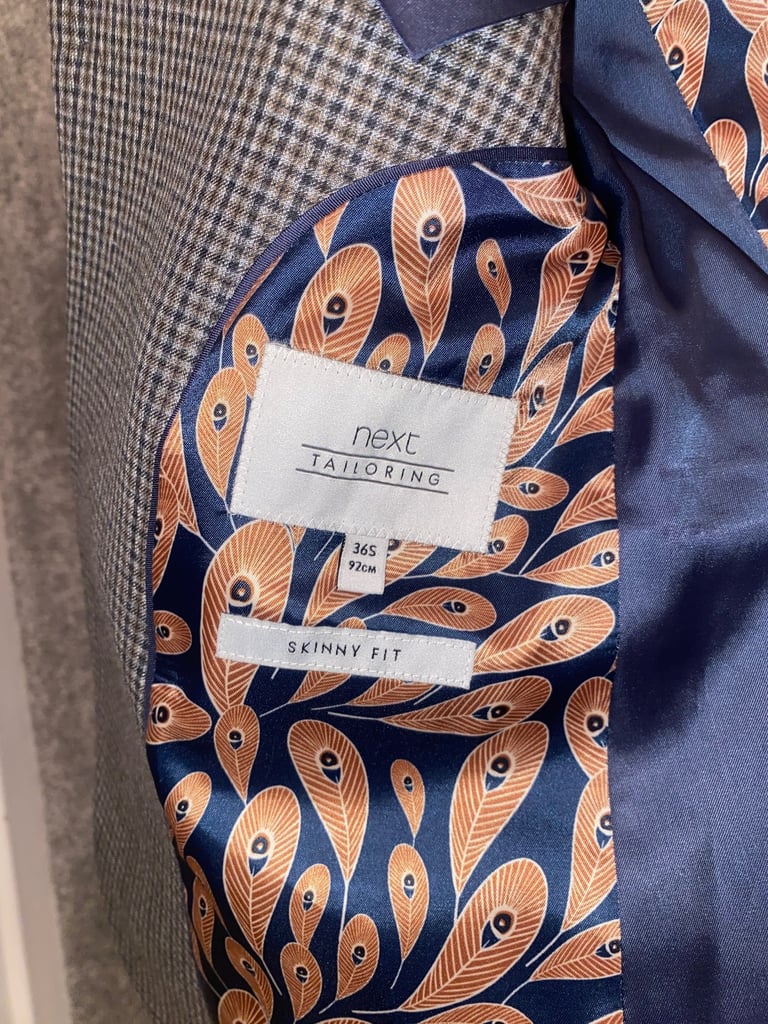 next
TAILORING
36S
92CM
SKINNY FIT